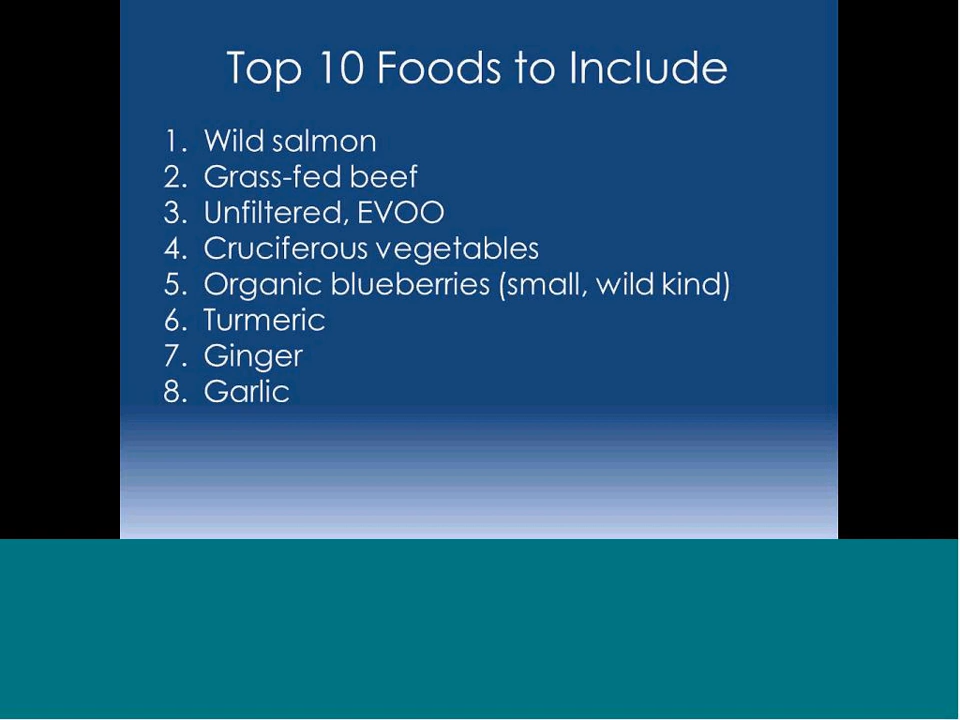 Top 10 Foods to Include
1. Wild salmon
2. Grass-fed beef
3. Unfiltered, EVOO
4. Cruciferous vegetables
5. Organic blueberries (small, wild kind)
6. Turmeric
7. Ginger
8. Garlic